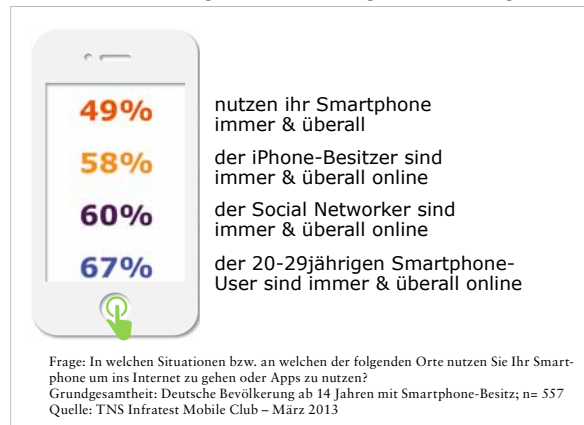 49%
nutzen ihr Smartphone
immer & überall
58%
der iPhone-Besitzer sind
immer & überall online
60%
der Social Networker sind
immer & überall online
67%
der 20-29jährigen Smartphone-
User sind immer & überall online
Frage: In welchen Situationen bzw. an welchen der folgenden Orte nutzen Sie Ihr Smart-
phone um ins Internet zu gehen oder Apps zu nutzen?
Grundgesamtheit: Deutsche Bevölkerung ab 14 Jahren mit Smartphone-Besitz; n= 557
Quelle: TNS Infratest Mobile Club – März 2013